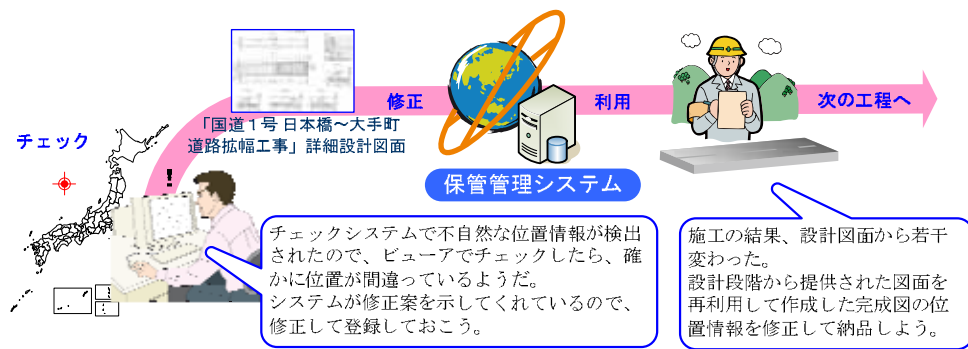 チェック
!!
「国道１号 日本橋～大手町
道路拡幅工事」詳細設計図面
修正
保管管理システム
利用
次の工程へ
チェックシステムで不自然な位置情報が検出
されたので、ビューアでチェックしたら、確
かに位置が間違っているようだ。
システムが修正案を示してくれているので、
修正して登録しておこう。
施工の結果、設計図面から若干
変わった。
設計段階から提供された図面を
再利用して作成した完成図の位
置情報を修正して納品しよう。